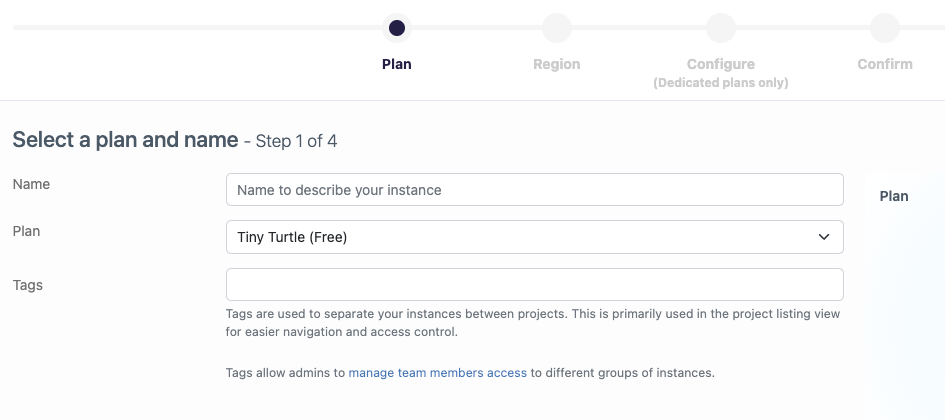 Plan
Region
Configure
Confirm
(Dedicated plans only)
Select a plan and name - Step 1 of 4
Name
Name to describe your instance
Plan
Plan
Tiny Turtle (Free)
Tags
Tags are used to separate your instances between projects. This is primarily used in the project listing view
for easier navigation and access control.
Tags allow admins to manage team members access to different groups of instances.